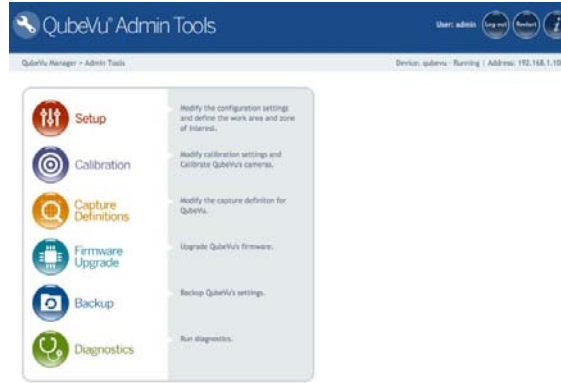 QubeVu® Admin Tools
User: admin
Log out
Restart
i
QubeVu Manager > Admin Tools
Device: qubevu - Running | Address: 192.168.1.10
Setup
Modify the configuration settings
and define the work area and zone
of interest.
Calibration
Modify calibration settings and
Calibrate QubeVu's cameras.
Capture
Definitions
Modify the capture definiton for
QubeVu.
Firmware
Upgrade
Upgrade QubeVu's firmware.
Backup
Backup QubeVu's settings.
Diagnostics
Run diagnostics.